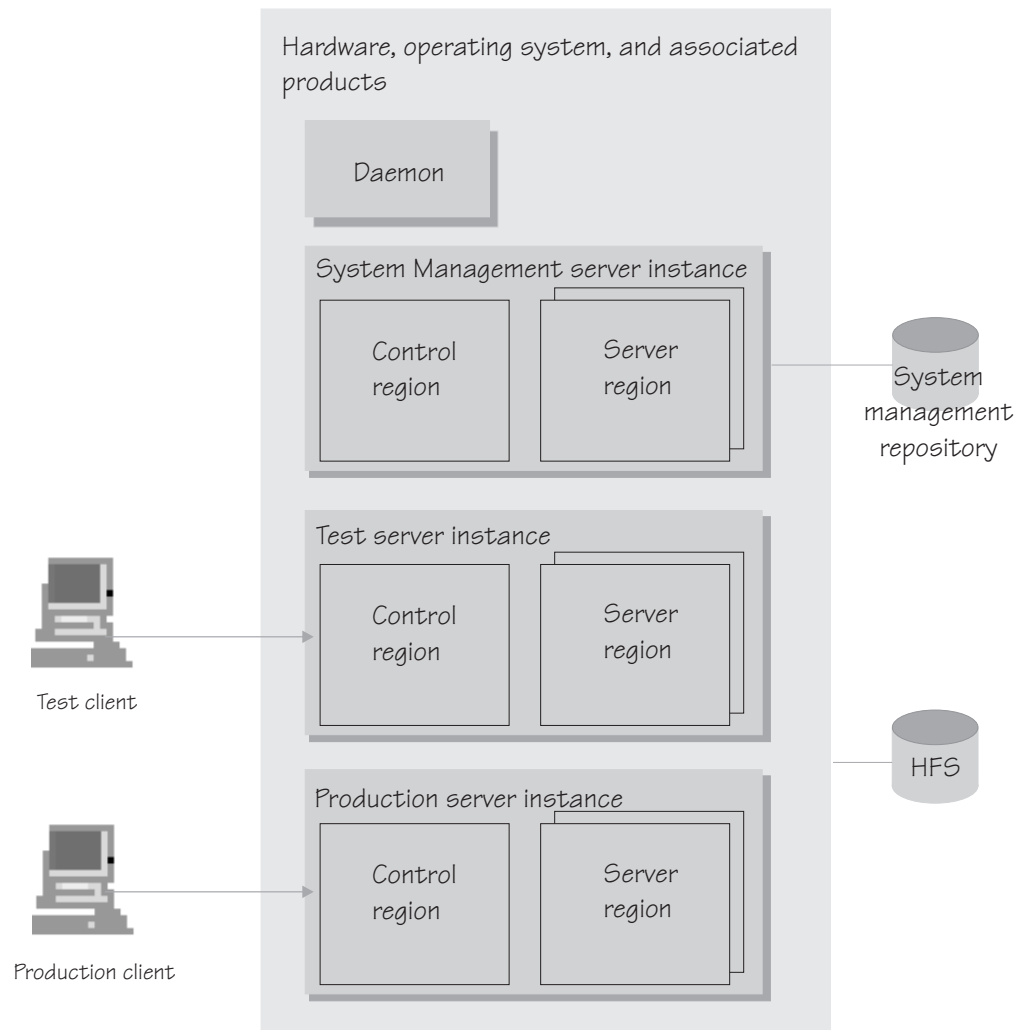 Hardware, operating system, and associated
products
Daemon
System Management server instance
Control
region
Server
region
System
management
repository
Test server instance
Control
region
Server
region
Test client
HFS
Production server instance
Control
region
Server
region
Production client